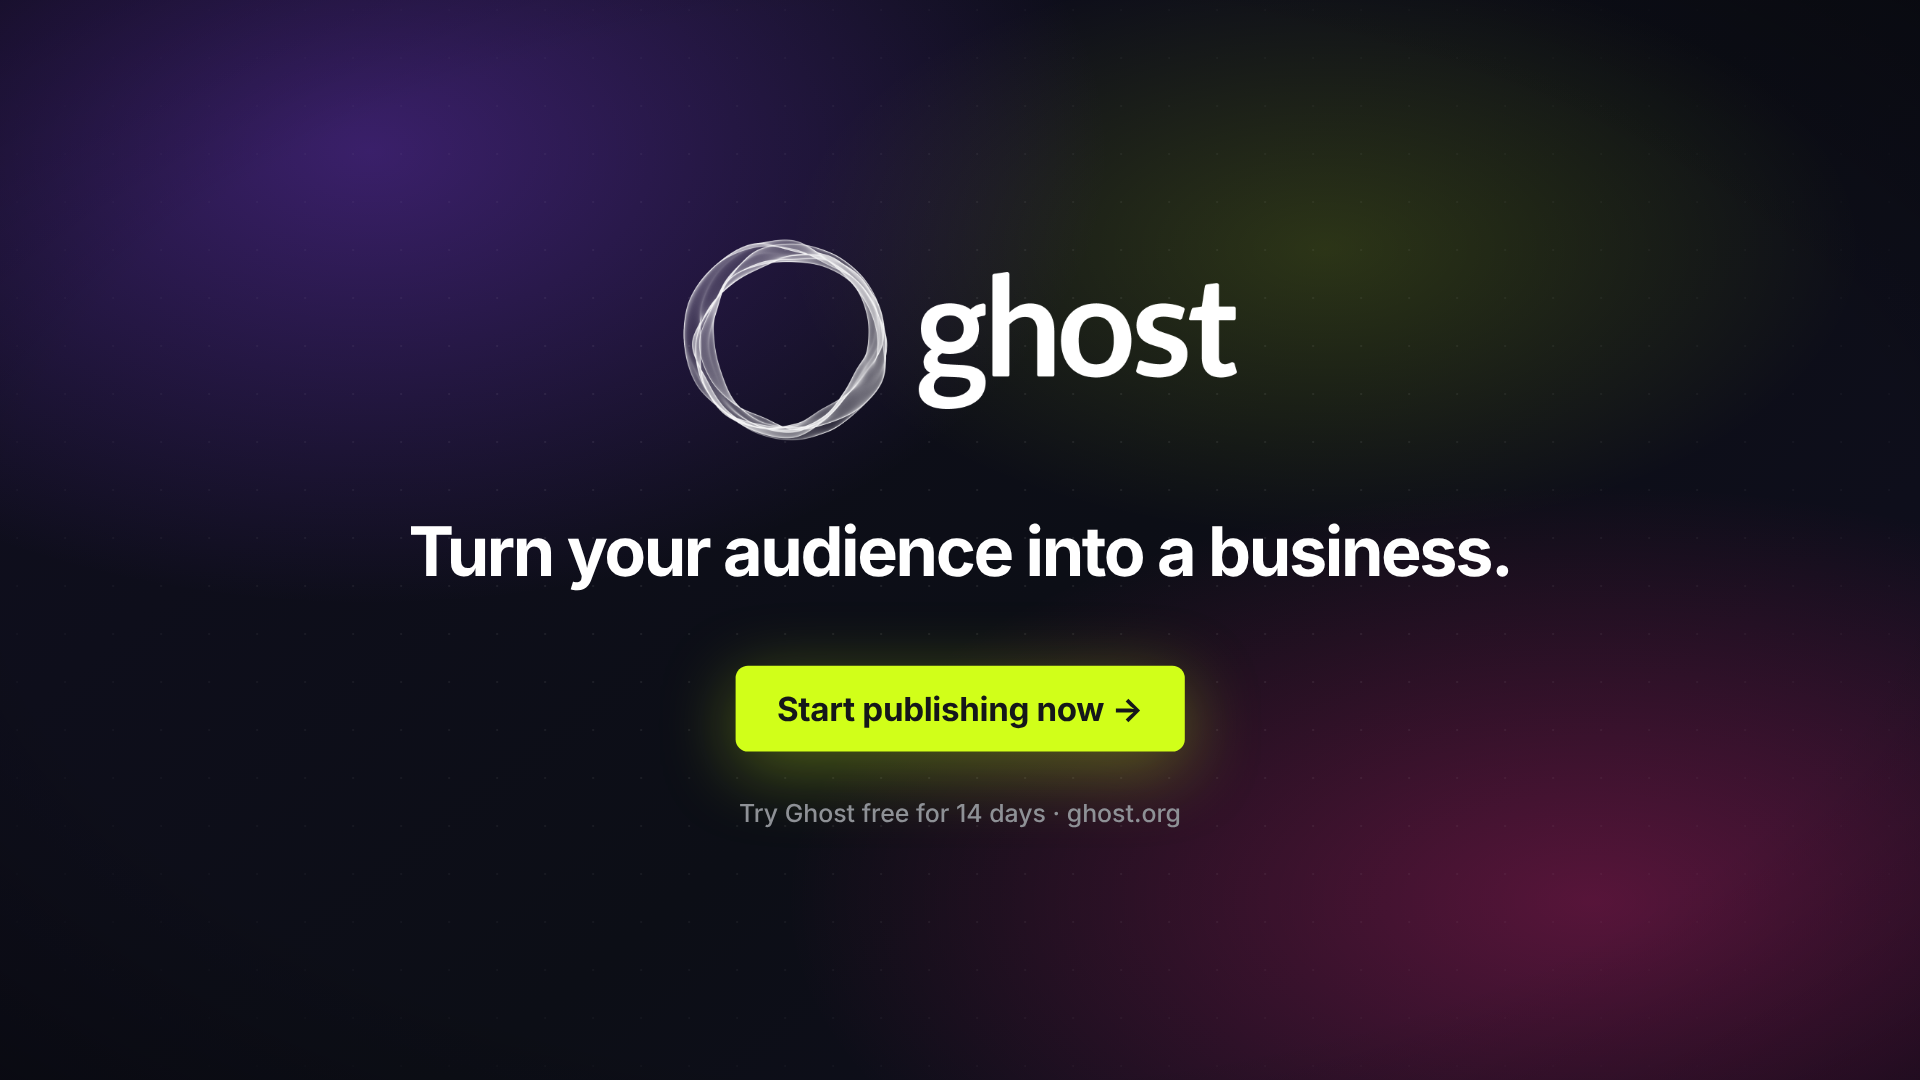 ghost
Turn your audience into a business.
Start publishing now →
Try Ghost free for 14 days · ghost.org